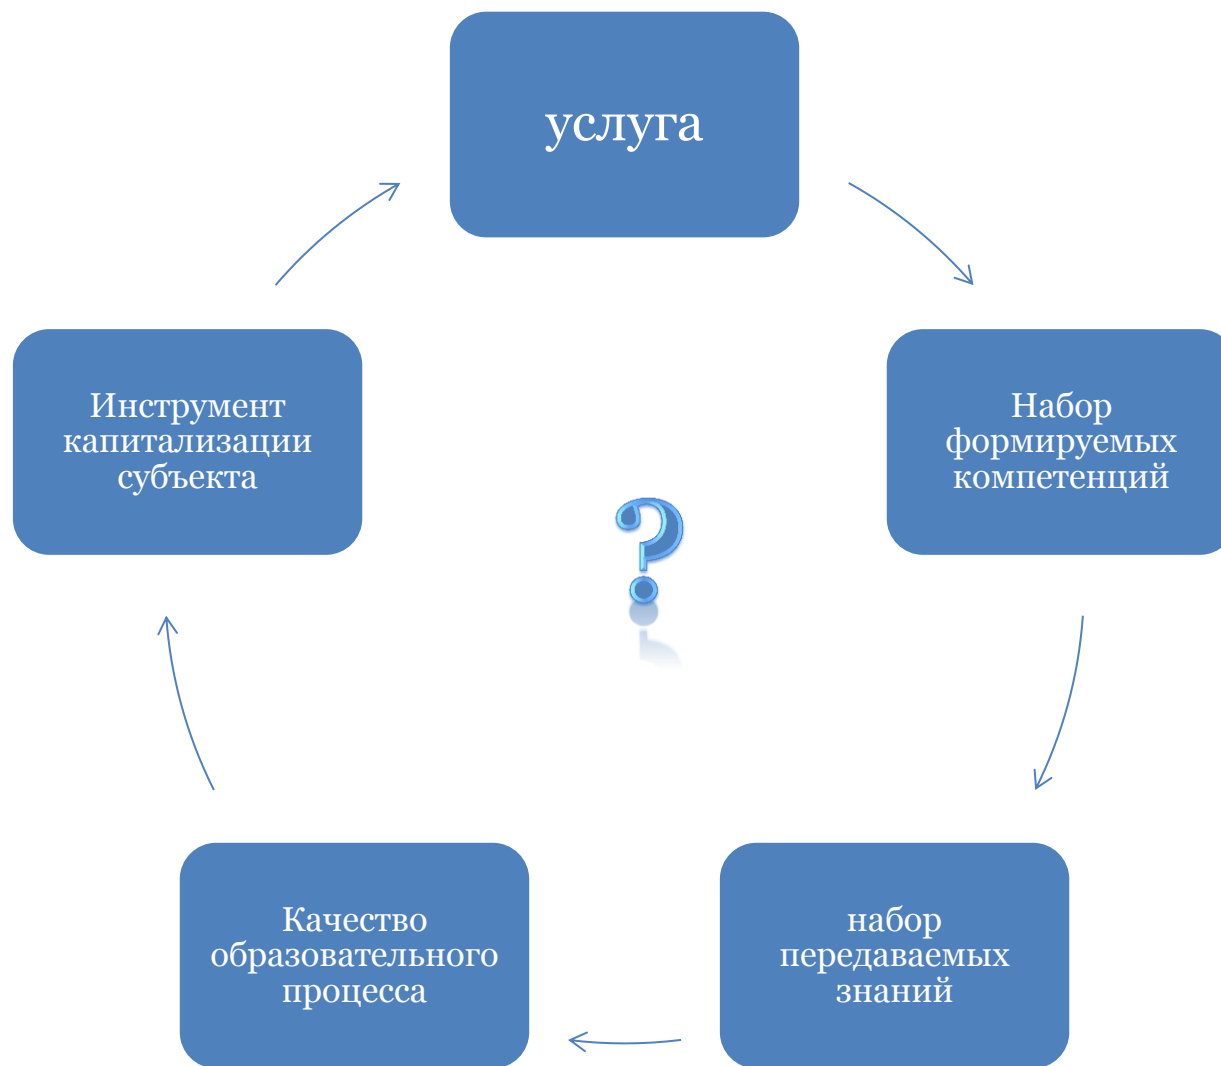 услуга
Набор
формируемых
компетенций
набор
передаваемых
знаний
Качество
образовательного
процесса
Инструмент
капитализации
субъекта
?